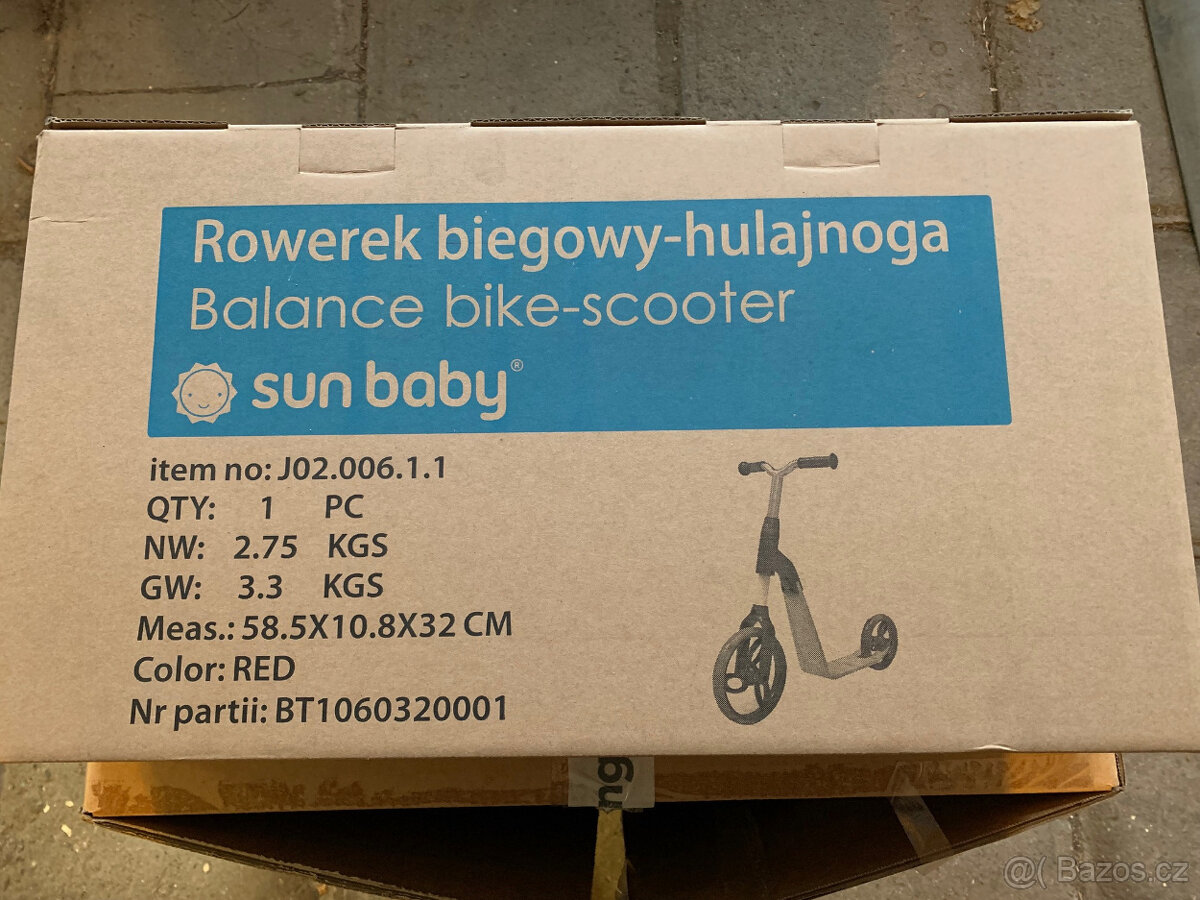 Rowerek biegowy-hulajnoga
Balance bike-scooter
sun baby®
item no: J02.006.1.1
QTY: 1 PC
NW: 2.75 KGS
GW: 3.3 KGS
Meas.: 58.5X10.8X32 CM
Color: RED
Nr partii: BT1060320001
ng
@( Bazos.cz